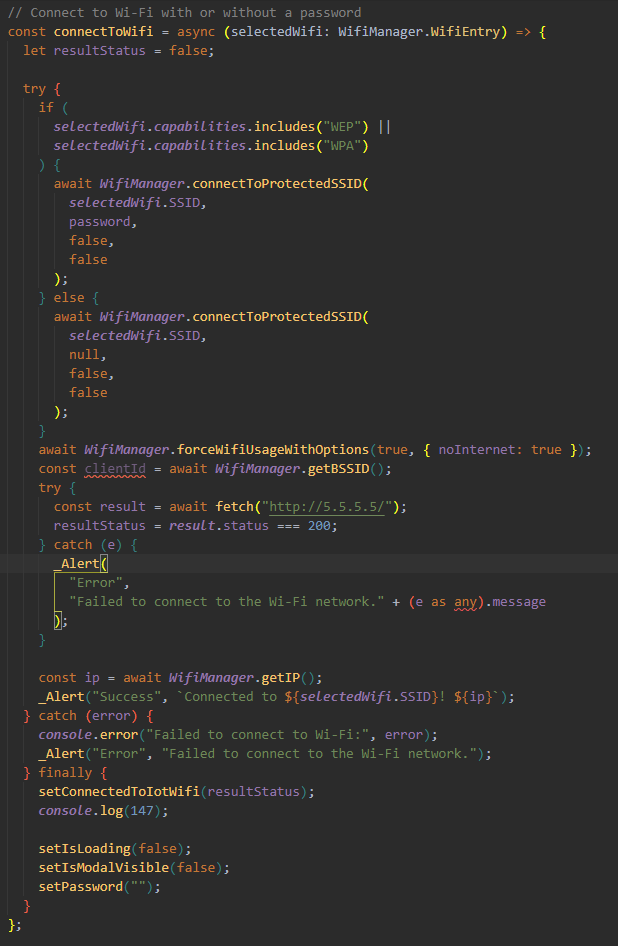 // Connect to Wi-Fi with or without a password
const connectToWifi = async (selectedWifi: WifiManager.WifiEntry) => {
  let resultStatus = false;

  try {
    if (
      selectedWifi.capabilities.includes("WEP") ||
      selectedWifi.capabilities.includes("WPA")
    ) {
      await WifiManager.connectToProtectedSSID(
        selectedWifi.SSID,
        password,
        false,
        false
      );
    } else {
      await WifiManager.connectToProtectedSSID(
        selectedWifi.SSID,
        null,
        false,
        false
      );
    }
    await WifiManager.forceWifiUsageWithOptions(true, { noInternet: true });
    const clientId = await WifiManager.getBSSID();
    try {
      const result = await fetch("http://5.5.5.5/");
      resultStatus = result.status === 200;
    } catch (e) {
      _Alert(
        "Error",
        "Failed to connect to the Wi-Fi network." + (e as any).message
      );
    }

    const ip = await WifiManager.getIP();
    _Alert("Success", `Connected to ${selectedWifi.SSID}! ${ip}`);
  } catch (error) {
    console.error("Failed to connect to Wi-Fi:", error);
    _Alert("Error", "Failed to connect to the Wi-Fi network.");
  } finally {
    setConnectedToIotWifi(resultStatus);
    console.log(147);

    setIsLoading(false);
    setIsModalVisible(false);
    setPassword("");
  }
};